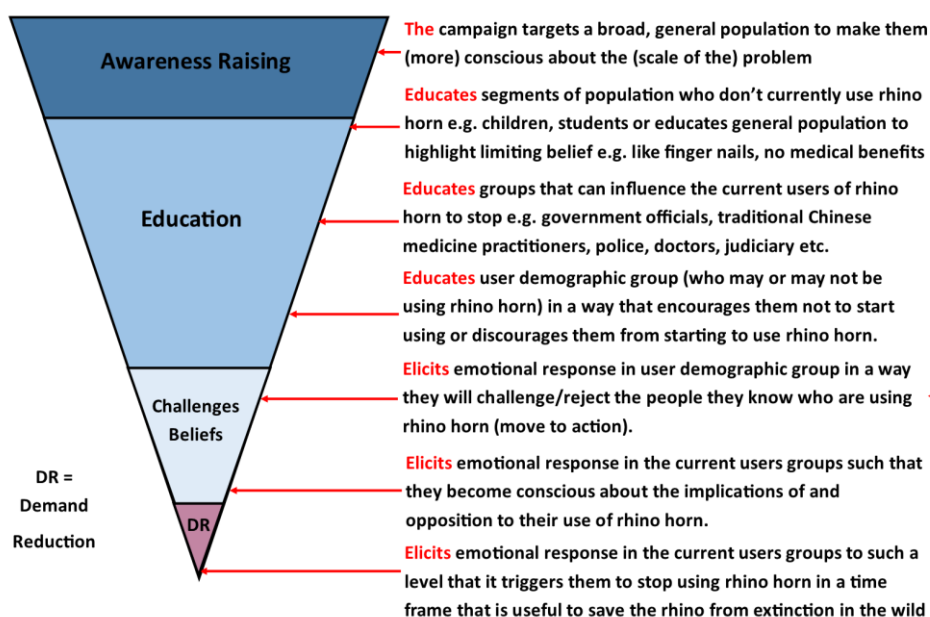 Awareness Raising
The campaign targets a broad, general population to make them
(more) conscious about the (scale of the) problem
Educates segments of population who don't currently use rhino
horn e.g. children, students or educates general population to
highlight limiting belief e.g. like finger nails, no medical benefits
Education
Educates groups that can influence the current users of rhino
horn to stop e.g. government officials, traditional Chinese
medicine practitioners, police, doctors, judiciary etc.
Educates user demographic group (who may or may not be
using rhino horn) in a way that encourages them not to start
using or discourages them from starting to use rhino horn.
Challenges
Beliefs
Elicits emotional response in user demographic group in a way
they will challenge/reject the people they know who are using
rhino horn (move to action).
DR =
Demand
Reduction
Elicits emotional response in the current users groups such that
they become conscious about the implications of and
opposition to their use of rhino horn.
DR
Elicits emotional response in the current users groups to such a
level that it triggers them to stop using rhino horn in a time
frame that is useful to save the rhino from extinction in the wild